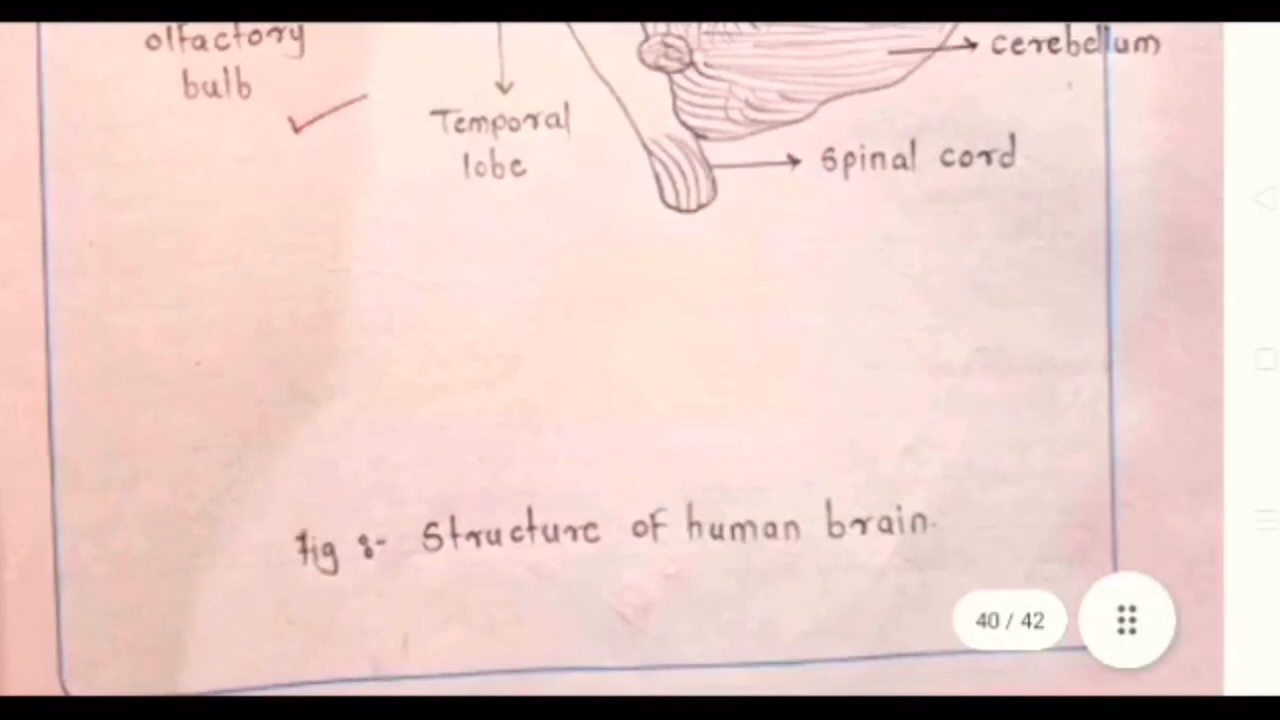 olfactory
bulb
Temporal
lobe
cerebellum
Spinal cord
Fig :- Structure of human brain.
40 / 42